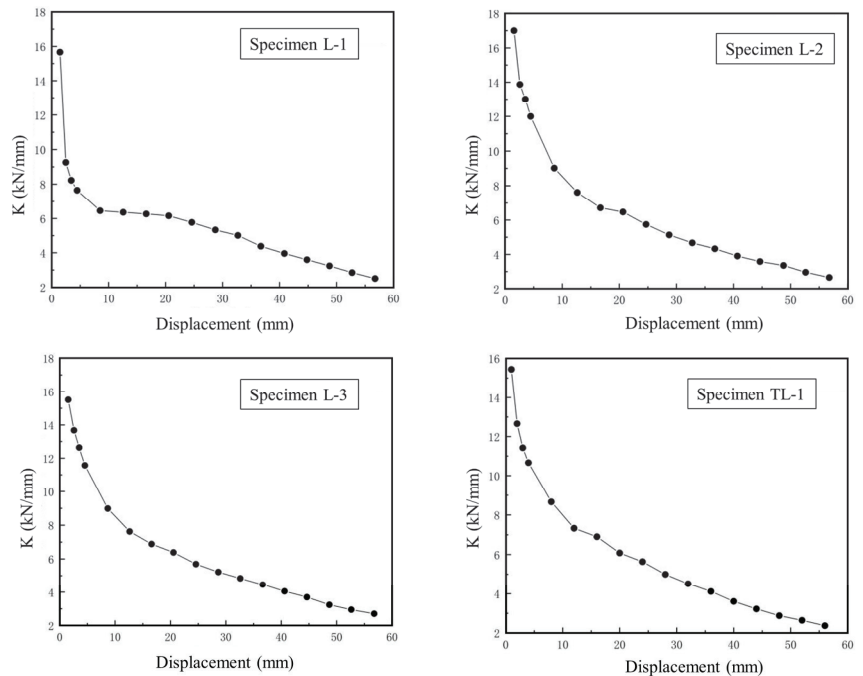 Specimen L-1
K (kN/mm)
18
16
14
12
10
8
6
4
2
0 10 20 30 40 50 60
Displacement (mm)
Specimen L-2
K (kN/mm)
18
16
14
12
10
8
6
4
2
0 10 20 30 40 50 60
Displacement (mm)
Specimen L-3
K (kN/mm)
18
16
14
12
10
8
6
4
2
0 10 20 30 40 50 60
Displacement (mm)
Specimen TL-1
K (kN/mm)
16
14
12
10
8
6
4
2
0 10 20 30 40 50 60
Displacement (mm)